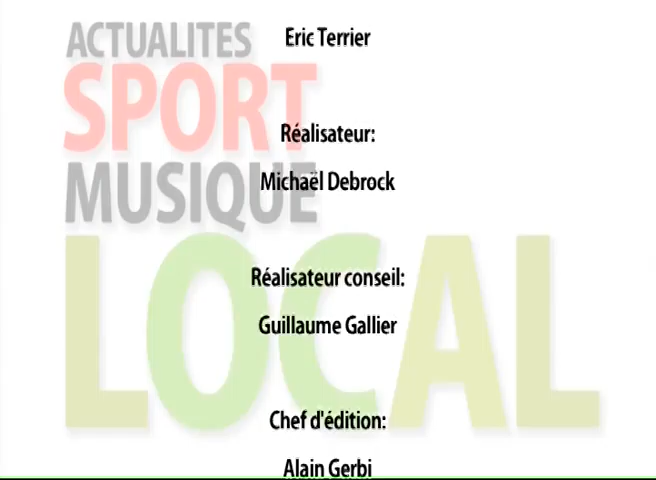 ACTUALITES
SPORT
MUSIQUE
LOCAL
Eric Terrier
Réalisateur:
Michaël Debrock
Réalisateur conseil:
Guillaume Gallier
Chef d'édition:
Alain Gerbi